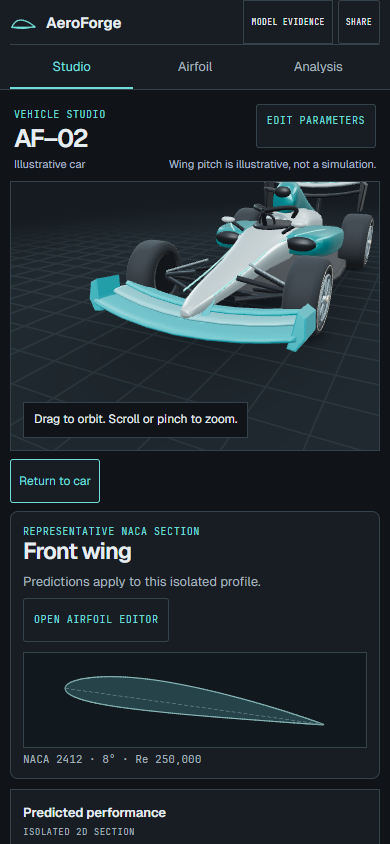 AeroForge
MODEL EVIDENCE
SHARE
Studio
Airfoil
Analysis
VEHICLE STUDIO
AF–02
EDIT PARAMETERS
Illustrative car
Wing pitch is illustrative, not a simulation.
Drag to orbit. Scroll or pinch to zoom.
Return to car
REPRESENTATIVE NACA SECTION
Front wing
Predictions apply to this isolated profile.
OPEN AIRFOIL EDITOR
NACA 2412 · 8° · Re 250,000
Predicted performance
ISOLATED 2D SECTION